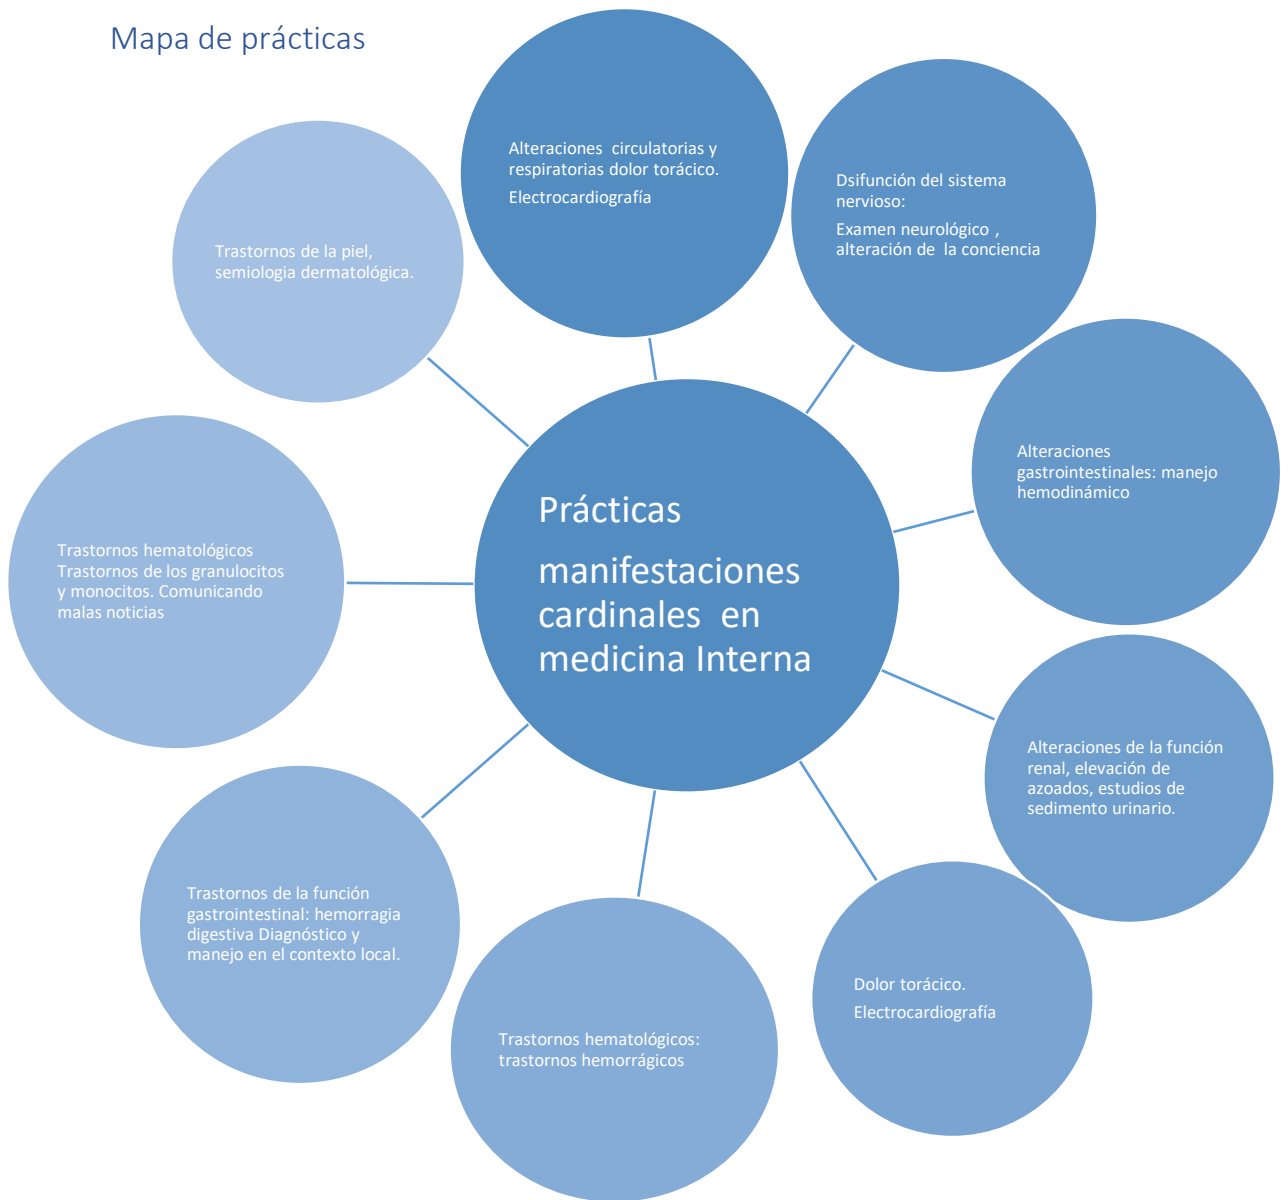 Mapa de prácticas
Alteraciones circulatorias y
respiratorias dolor torácico.
Electrocardiografía
Dsifunción del sistema
nervioso:
Examen neurológico ,
alteración de la conciencia
Alteraciones
gastrointestinales: manejo
hemodinámico
Alteraciones de la función
renal, elevación de
azoados, estudios de
sedimento urinario.
Dolor torácico.
Electrocardiografía
Trastornos hematológicos:
trastornos hemorrágicos
Trastornos de la función
gastrointestinal: hemorragia
digestiva Diagnóstico y
manejo en el contexto local.
Trastornos hematológicos
Trastornos de los granulocitos
y monocitos. Comunicando
malas noticias
Trastornos de la piel,
semiologia dermatológica.
Prácticas
manifestaciones
cardinales en
medicina Interna